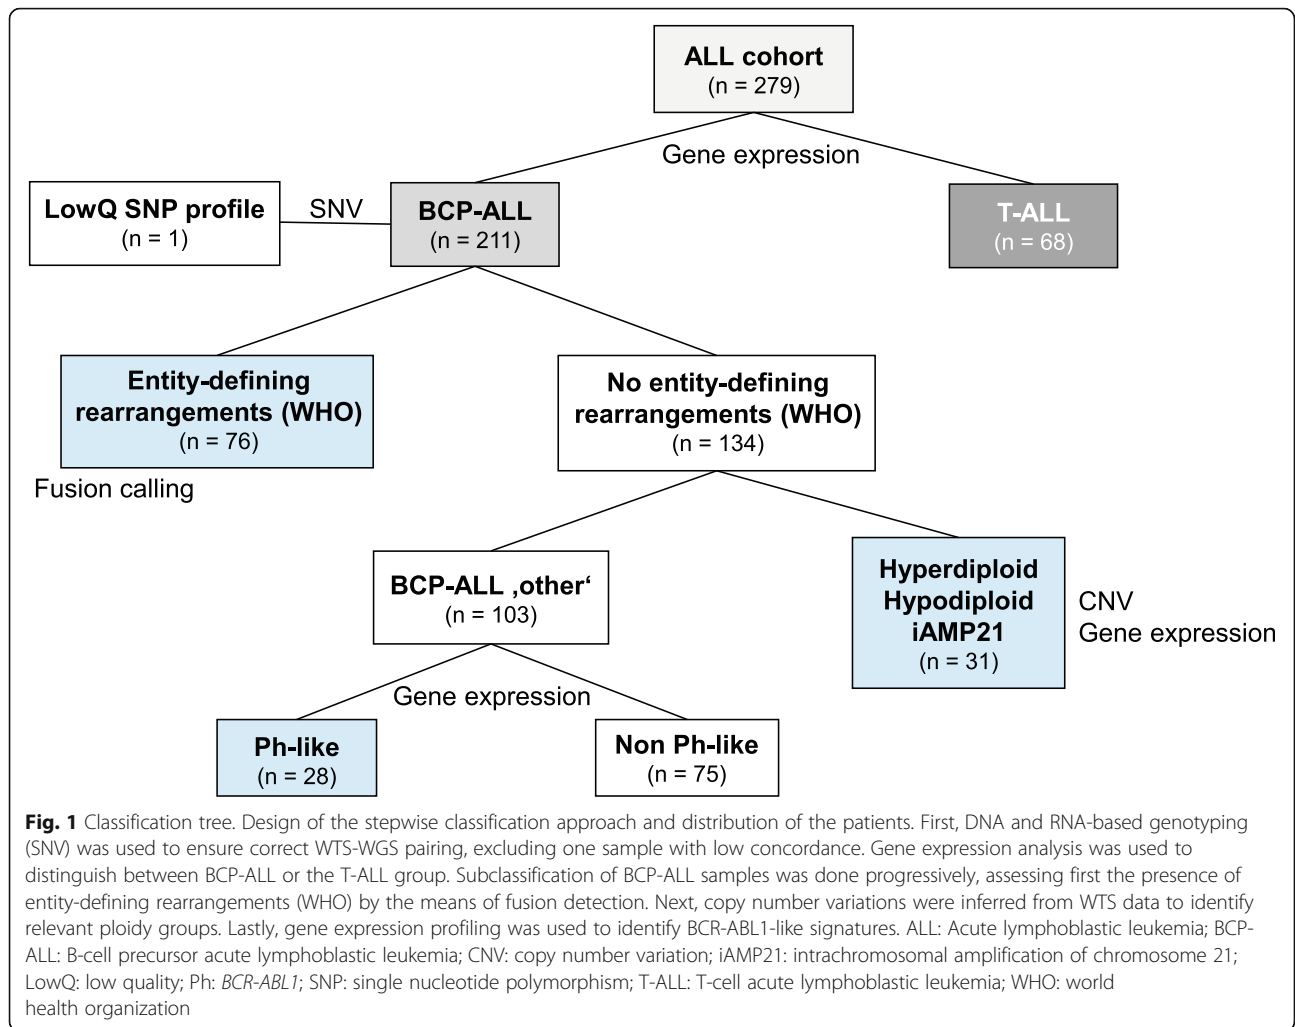 ALL cohort
(n = 279)
Gene expression
LowQ SNP profile
(n = 1)
SNV
BCP-ALL
(n = 211)
T-ALL
(n = 68)
Entity-defining
rearrangements (WHO)
(n = 76)
Fusion calling
No entity-defining
rearrangements (WHO)
(n = 134)
BCP-ALL ‚other‘
(n = 103)
Hyperdiploid
Hypodiploid
iAMP21
(n = 31)
CNV
Gene expression
Gene expression
Ph-like
(n = 28)
Non Ph-like
(n = 75)
Fig. 1 Classification tree. Design of the stepwise classification approach and distribution of the patients. First, DNA and RNA-based genotyping
(SNV) was used to ensure correct WTS-WGS pairing, excluding one sample with low concordance. Gene expression analysis was used to
distinguish between BCP-ALL or the T-ALL group. Subclassification of BCP-ALL samples was done progressively, assessing first the presence of
entity-defining rearrangements (WHO) by the means of fusion detection. Next, copy number variations were inferred from WTS data to identify
relevant ploidy groups. Lastly, gene expression profiling was used to identify BCR-ABL1-like signatures. ALL: Acute lymphoblastic leukemia; BCP-
ALL: B-cell precursor acute lymphoblastic leukemia; CNV: copy number variation; iAMP21: intrachromosomal amplification of chromosome 21;
LowQ: low quality; Ph: BCR-ABL1; SNP: single nucleotide polymorphism; T-ALL: T-cell acute lymphoblastic leukemia; WHO: world
health organization